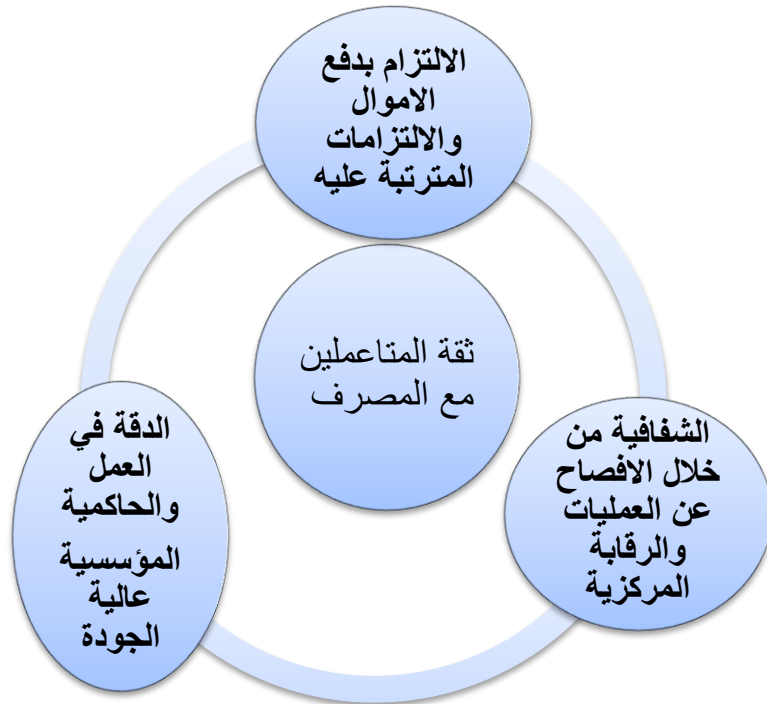 الالتزام بدفع
الاموال
والالتزامات
المترتبة عليه
ثقة المتاعملين
مع المصرف
الشفافية من
خلال الافصاح
عن العمليات
والرقابة
المركزية
الدقة في
العمل
والحاكمية
المؤسسية
عالية
الجودة